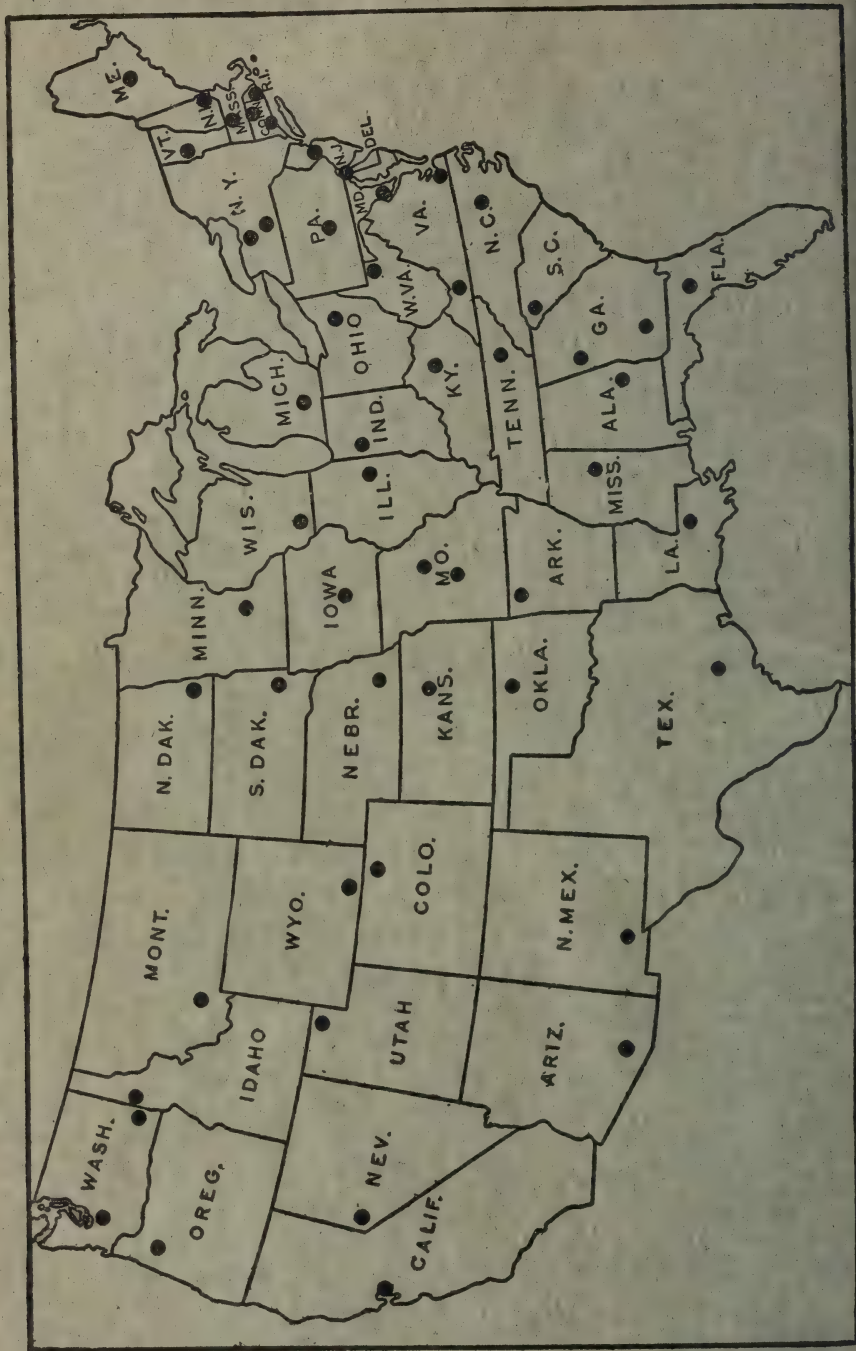 WASH.
OREG.
CALIF.
NEV.
IDAHO
MONT.
WYO.
UTAH
COLO.
ARIZ.
N.MEX.
N. DAK.
S. DAK.
NEBR.
KANS.
OKLA.
TEX.
MINN.
IOWA
MO.
ARK.
LA.
WIS.
ILL.
MICH.
IND.
OHIO
KY.
TENN.
MISS.
ALA.
GA.
FLA.
S.C.
N.C.
VA.
W.VA.
MD.
DEL.
PA.
N.J.
N.Y.
VT.
N.H.
MASS.
CONN.
R.I.
ME.